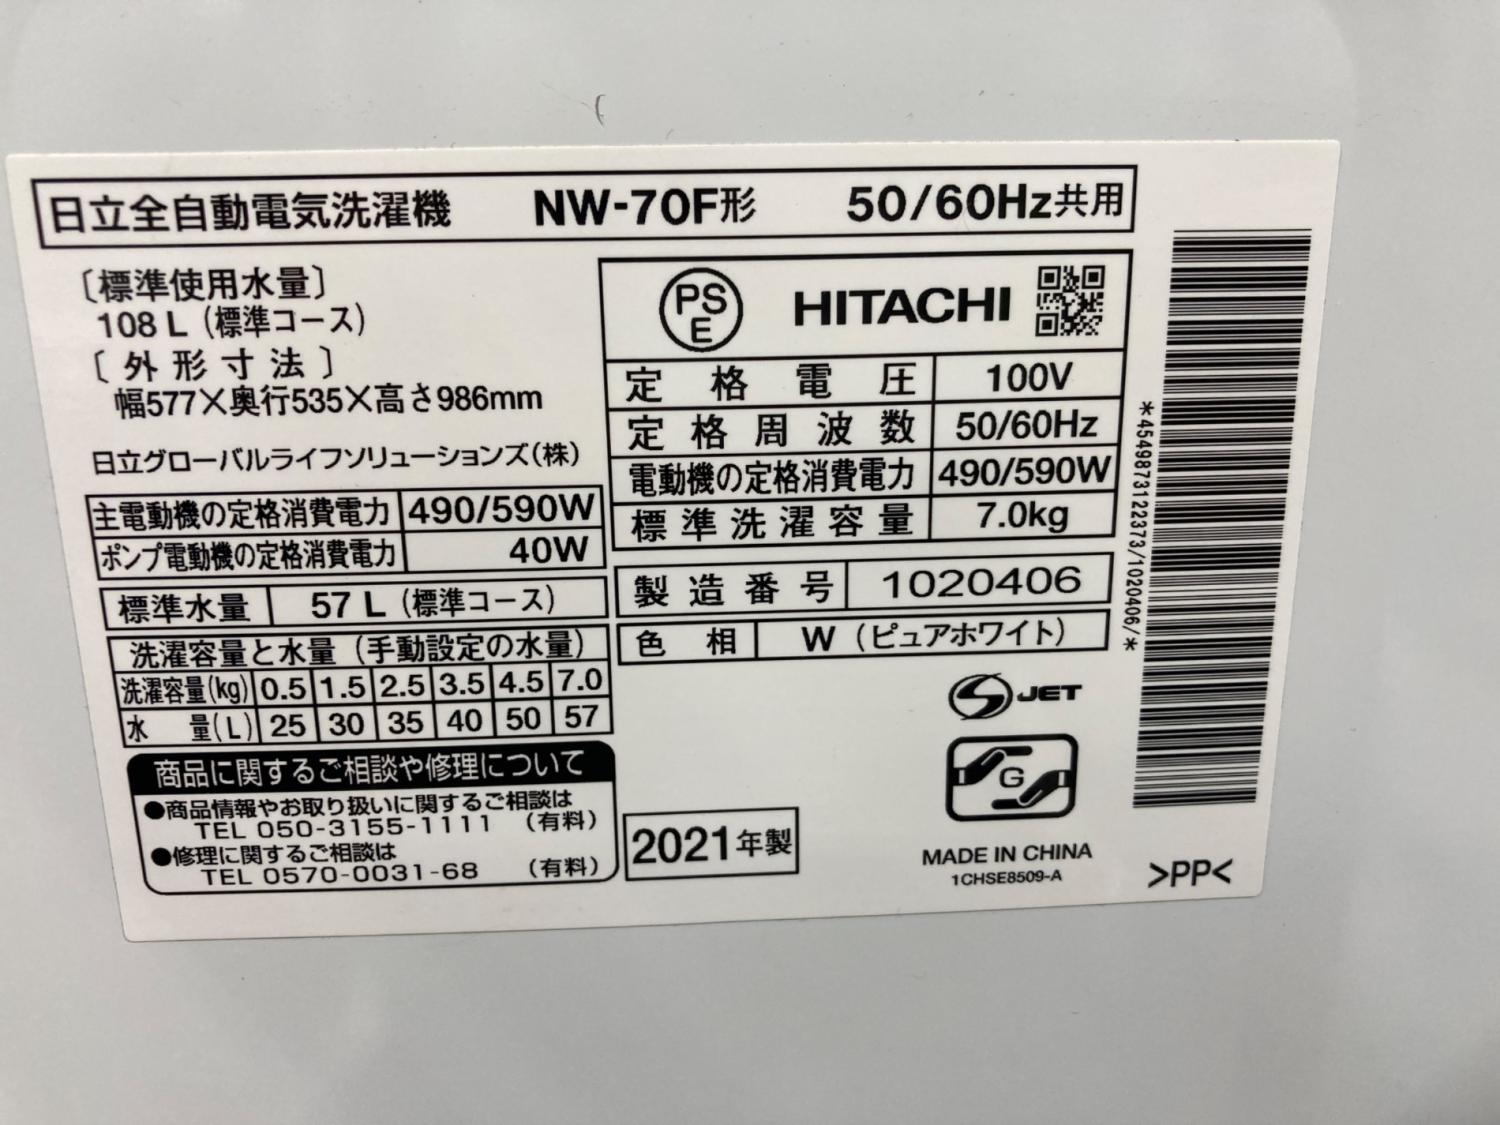 日立全自動電気洗濯機 NW-70F形 50/60Hz共用
〔標準使用水量〕
108 L (標準コース)
〔外形寸法〕
幅577×奥行535×高さ986mm
日立グローバルライフソリューションズ(株)
主電動機の定格消費電力 490/590W
ポンプ電動機の定格消費電力 40W
標準水量 57 L (標準コース)
洗濯容量と水量 (手動設定の水量)
洗濯容量(kg) 0.5 1.5 2.5 3.5 4.5 7.0
水 量(L) 25 30 35 40 50 57
商品に関するご相談や修理について
●商品情報やお取り扱いに関するご相談は
TEL 050-3155-1111 (有料)
●修理に関するご相談は
TEL 0570-0031-68 (有料)
PS
E
HITACHI
定格電圧 100V
定格周波数 50/60Hz
電動機の定格消費電力 490/590W
標準洗濯容量 7.0kg
製造番号 1020406
色相 W (ピュアホワイト)
S JET
G
2021年製
MADE IN CHINA
1CHSE8509-A
>PP<
*4549873122373/1020406/*